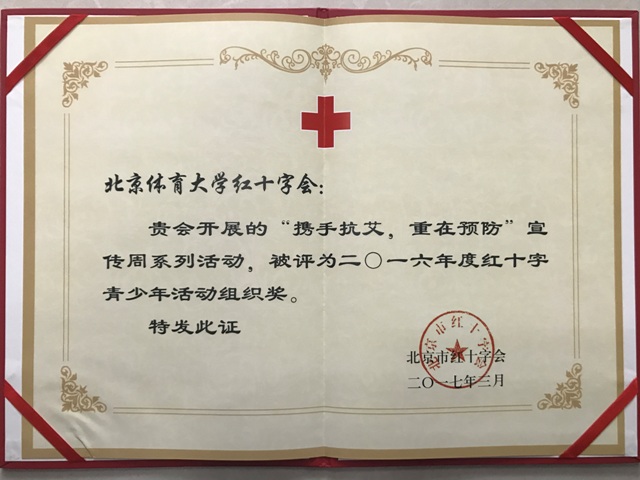 北京体育大学红十字会：
贵会开展的“携手抗艾，重在预防”宣
传周系列活动，被评为二〇一六年度红十字
青少年活动组织奖。
特发此证
北京市红十字会
北京市红十字会
二〇一七年三月